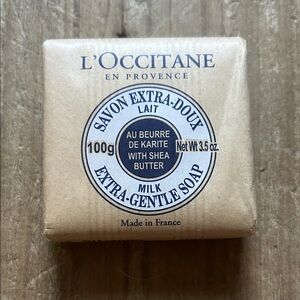 L'OCCITANE
EN PROVENCE
SAVON EXTRA-DOUX
LAIT
AU BEURRE
DE KARITE
WITH SHEA
BUTTER
100g
Net Wt 3.5 oz.
MILK
EXTRA-GENTLE SOAP
Made in France